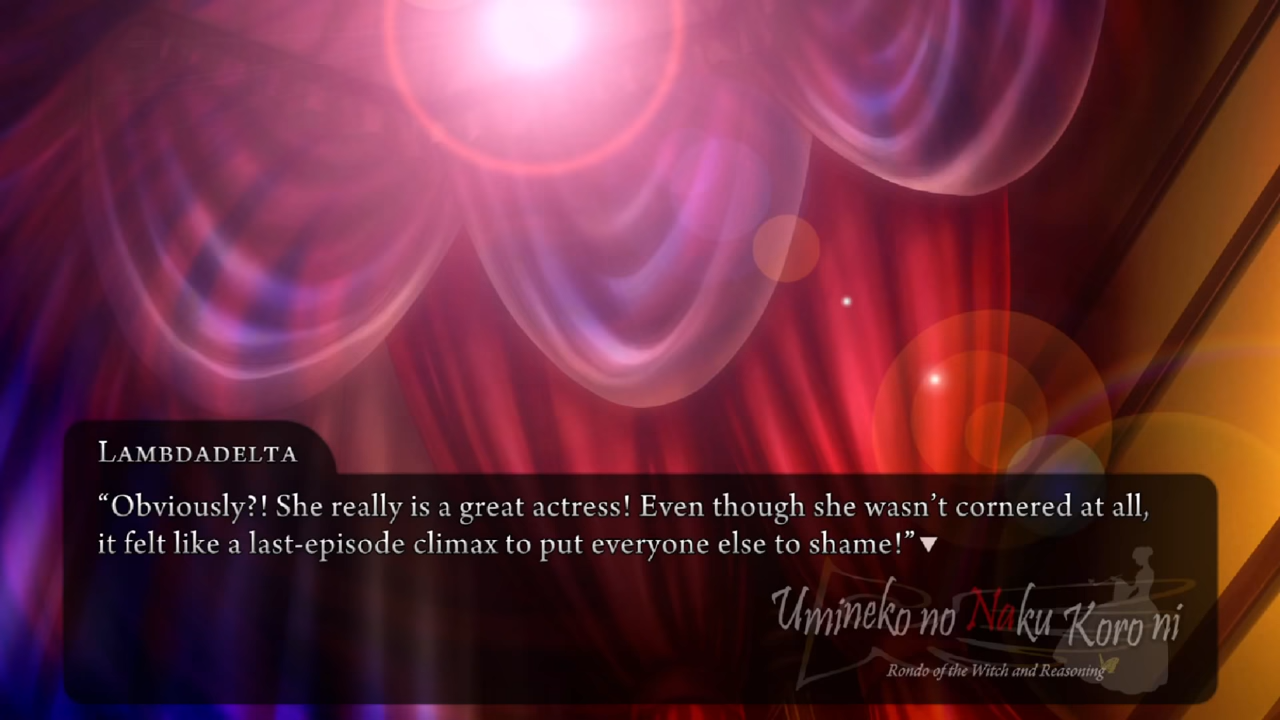 Lambdadelta
“Obviously?! She really is a great actress! Even though she wasn’t cornered at all,
it felt like a last-episode climax to put everyone else to shame!”
Umineko no Naku Koro ni
Rondo of the Witch and Reasoning